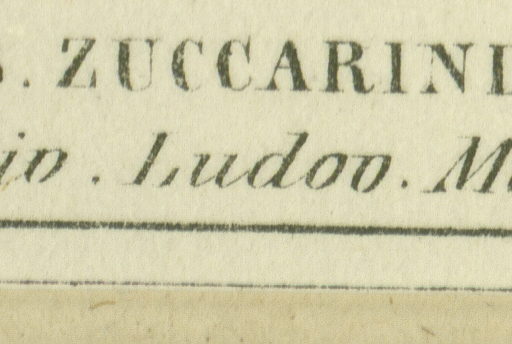 . ZUCCARINI
. Ludov. M